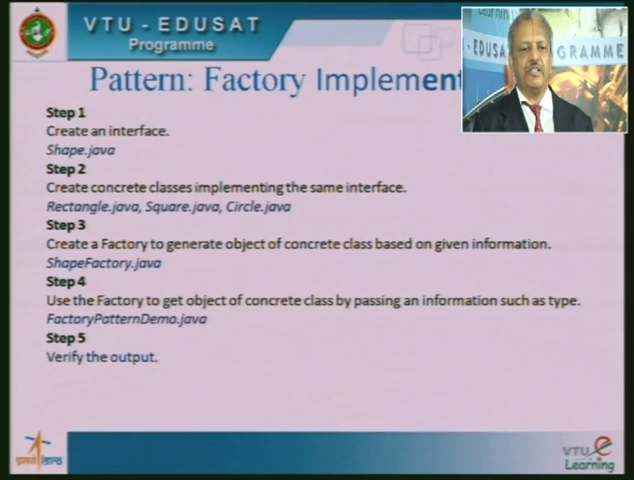 VTU - EDUSAT
Programme
Pattern: Factory Implement
Step 1
Create an interface.
Shape.java
Step 2
Create concrete classes implementing the same interface.
Rectangle.java, Square.java, Circle.java
Step 3
Create a Factory to generate object of concrete class based on given information.
ShapeFactory.java
Step 4
Use the Factory to get object of concrete class by passing an information such as type.
FactoryPatternDemo.java
Step 5
Verify the output.
- EDUSA
GRAMME
VTU e
Learning